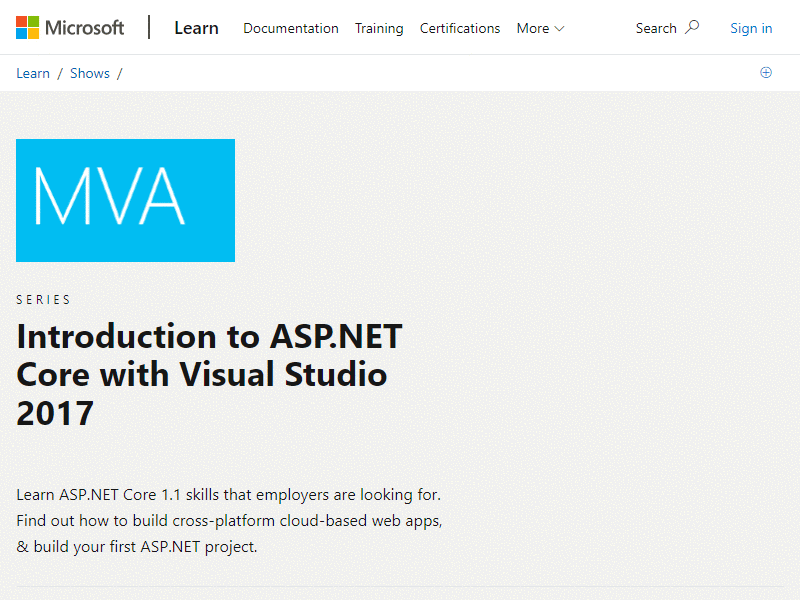 Microsoft Learn Documentation Training Certifications More Search Sign in
Learn / Shows /
MVA
SERIES
Introduction to ASP.NET
Core with Visual Studio
2017
Learn ASP.NET Core 1.1 skills that employers are looking for.
Find out how to build cross-platform cloud-based web apps,
& build your first ASP.NET project.